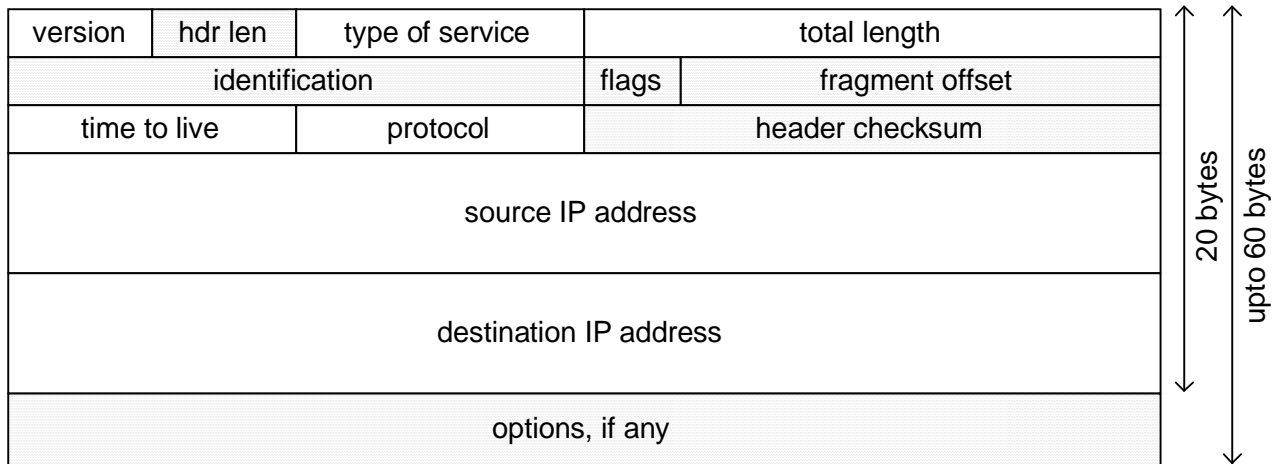 version hdr len type of service total length
identification flags fragment offset
time to live protocol header checksum
source IP address
destination IP address
options, if any
20 bytes
upto 60 bytes